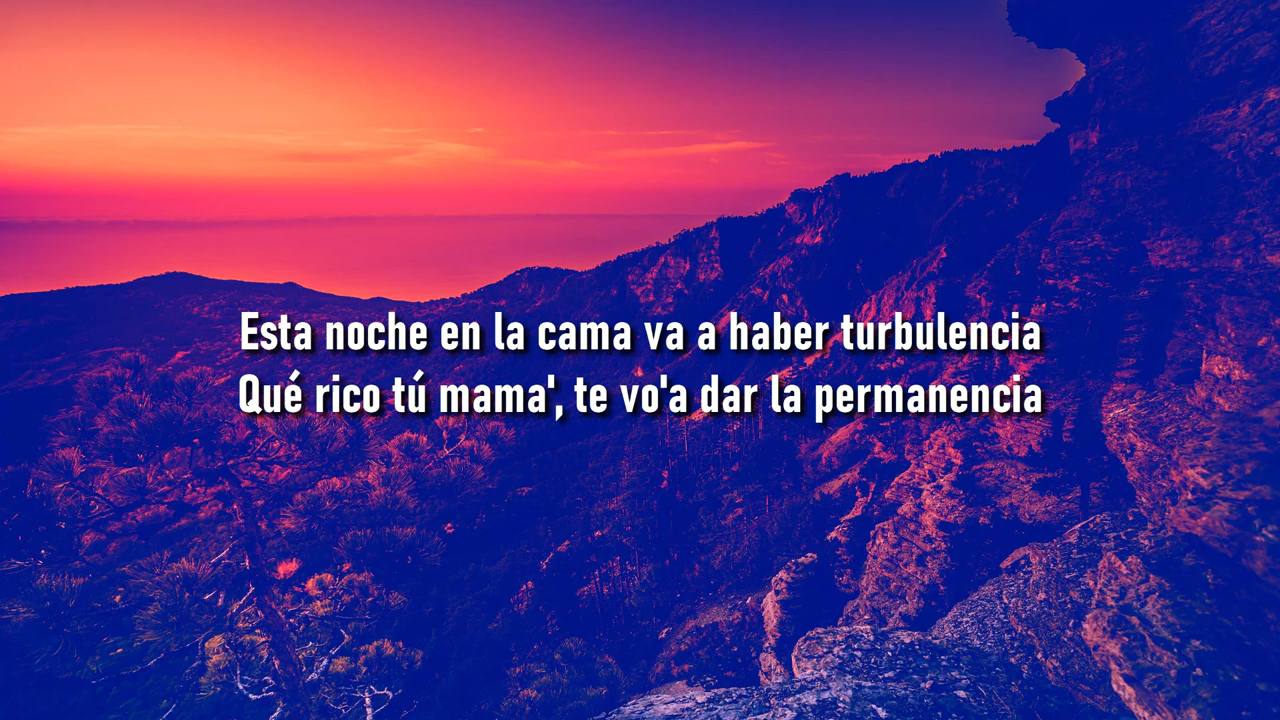 Esta noche en la cama va a haber turbulencia
Qué rico tú mama', te vo'a dar la permanencia